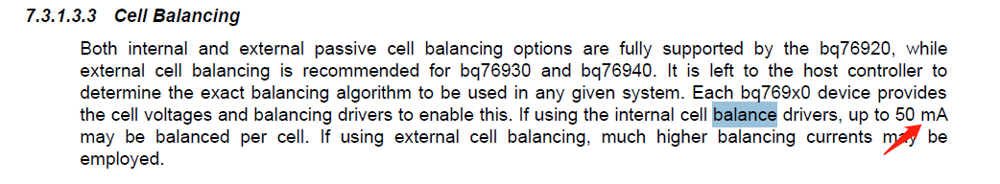 7.3.1.3.3 Cell Balancing
Both internal and external passive cell balancing options are fully supported by the bq76920, while
external cell balancing is recommended for bq76930 and bq76940. It is left to the host controller to
determine the exact balancing algorithm to be used in any given system. Each bq769x0 device provides
the cell voltages and balancing drivers to enable this. If using the internal cell balance drivers, up to 50 mA
may be balanced per cell. If using external cell balancing, much higher balancing currents may be
employed.